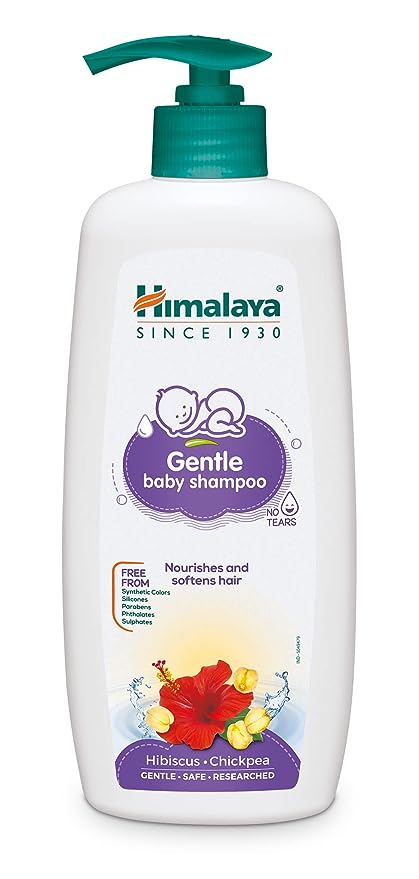 Himalaya®
SINCE 1930
Gentle
baby shampoo
NO
TEARS
Nourishes and
softens hair
FREE
FROM
Synthetic Colors
Silicones
Parabens
Phthalates
Sulphates
Hibiscus • Chickpea
GENTLE • SAFE • RESEARCHED